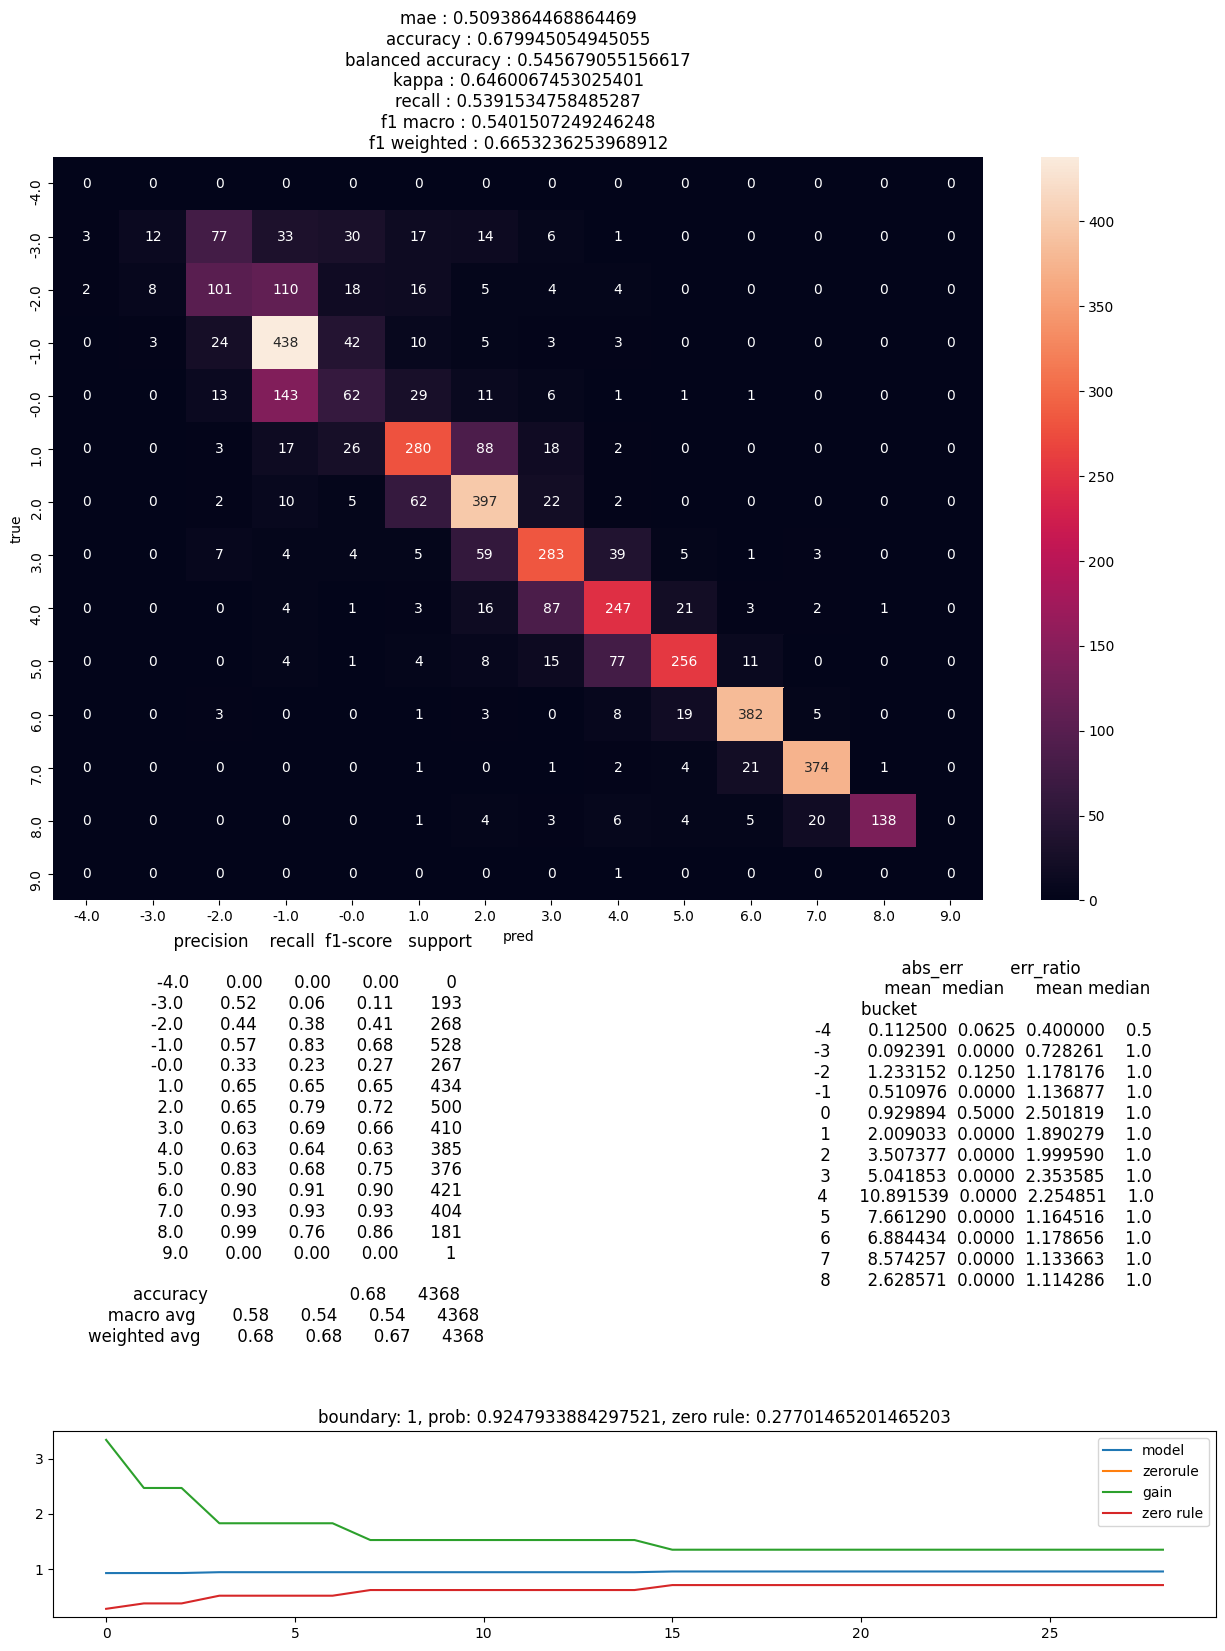 mae : 0.5093864468864469
accuracy : 0.679945054945055
balanced accuracy : 0.545679055156617
kappa : 0.6460067453025401
recall : 0.5391534758485287
f1 macro : 0.5401507249246248
f1 weighted : 0.6653236253968912
-4.0 0 0 0 0 0 0 0 0 0 0 0 0 0 0
-3.0 3 12 77 33 30 17 14 6 1 0 0 0 0 0
-2.0 2 8 101 110 18 16 5 4 4 0 0 0 0 0
-1.0 0 3 24 438 42 10 5 3 3 0 0 0 0 0
-0.0 0 0 13 143 62 29 11 6 1 1 1 0 0 0
1.0 0 0 3 17 26 280 88 18 2 0 0 0 0 0
2.0 0 0 2 10 5 62 397 22 2 0 0 0 0 0
true
3.0 0 0 7 4 4 5 59 283 39 5 1 3 0 0
4.0 0 0 0 4 1 3 16 87 247 21 3 2 1 0
5.0 0 0 0 4 1 4 8 15 77 256 11 0 0 0
6.0 0 0 3 0 0 1 3 0 8 19 382 5 0 0
7.0 0 0 0 0 0 1 0 1 2 4 21 374 1 0
8.0 0 0 0 0 0 1 4 3 6 4 5 20 138 0
9.0 0 0 0 0 0 0 0 0 1 0 0 0 0 0
-4.0 -3.0 -2.0 -1.0 -0.0 1.0 2.0 3.0 4.0 5.0 6.0 7.0 8.0 9.0
pred
400
350
300
250
200
150
100
50
0
precision recall f1-score support
-4.0 0.00 0.00 0.00 0
-3.0 0.52 0.06 0.11 193
-2.0 0.44 0.38 0.41 268
-1.0 0.57 0.83 0.68 528
-0.0 0.33 0.23 0.27 267
1.0 0.65 0.65 0.65 434
2.0 0.65 0.79 0.72 500
3.0 0.63 0.69 0.66 410
4.0 0.63 0.64 0.63 385
5.0 0.83 0.68 0.75 376
6.0 0.90 0.91 0.90 421
7.0 0.93 0.93 0.93 404
8.0 0.99 0.76 0.86 181
9.0 0.00 0.00 0.00 1
accuracy 0.68 4368
macro avg 0.58 0.54 0.54 4368
weighted avg 0.68 0.68 0.67 4368
abs_err err_ratio
mean median mean median
bucket
-4 0.112500 0.0625 0.400000 0.5
-3 0.092391 0.0000 0.728261 1.0
-2 1.233152 0.1250 1.178176 1.0
-1 0.510976 0.0000 1.136877 1.0
0 0.929894 0.5000 2.501819 1.0
1 2.009033 0.0000 1.890279 1.0
2 3.507377 0.0000 1.999590 1.0
3 5.041853 0.0000 2.353585 1.0
4 10.891539 0.0000 2.254851 1.0
5 7.661290 0.0000 1.164516 1.0
6 6.884434 0.0000 1.178656 1.0
7 8.574257 0.0000 1.133663 1.0
8 2.628571 0.0000 1.114286 1.0
boundary: 1, prob: 0.9247933884297521, zero rule: 0.27701465201465203
3
2
1
model
zerorule
gain
zero rule
0 5 10 15 20 25